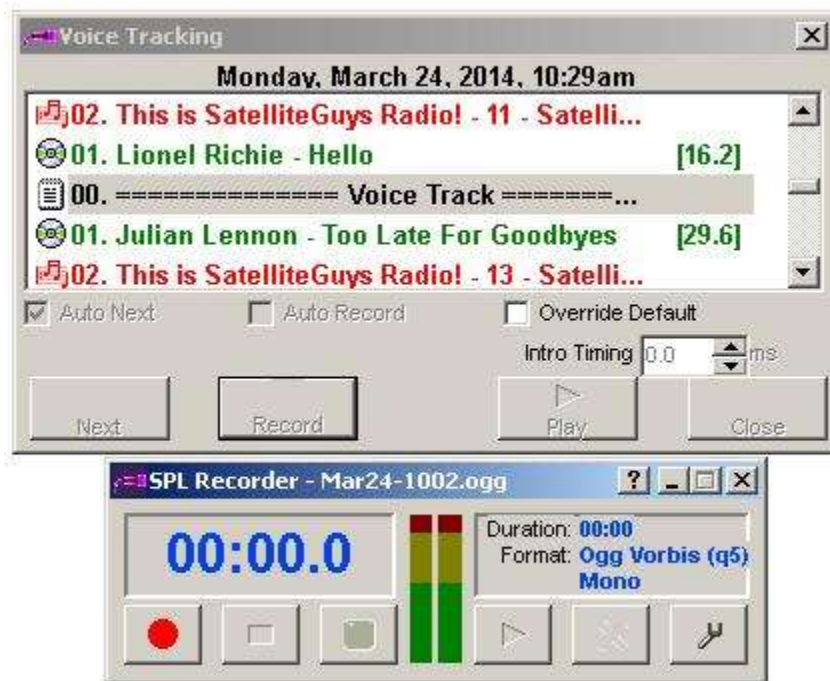 Voice Tracking
Monday, March 24, 2014, 10:29am
02. This is SatelliteGuys Radio! - 11 - Satelli...
01. Lionel Richie - Hello [16.2]
00. ============== Voice Track =======...
01. Julian Lennon - Too Late For Goodbyes [29.6]
02. This is SatelliteGuys Radio! - 13 - Satelli...
Auto Next Auto Record Override Default
Intro Timing 0.0 ms
Next Record Play Close
SPL Recorder - Mar24-1002.ogg
00:00.0
Duration: 00:00
Format: Ogg Vorbis (q5)
Mono